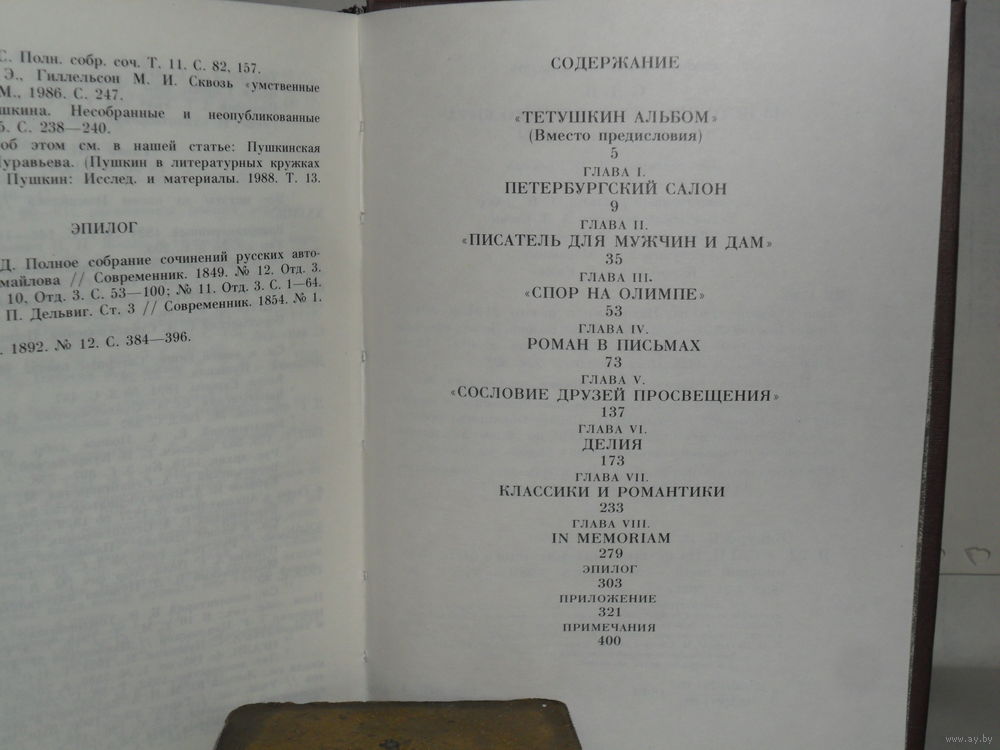 С. Полн. собр. соч. Т. 11. С. 82, 157.
Э., Гиллельсон М. И. Сквозь «умственные
М., 1986. С. 247.
шкина. Несобранные и неопубликованные
5. С. 238—240.
об этом см. в нашей статье: Пушкинская
Муравьева. (Пушкин в литературных кружках
Пушкин: Исслед. и материалы. 1988. Т. 13.
ЭПИЛОГ
Д. Полное собрание сочинений русских авто-
майлова // Современник. 1849. № 12. Отд. 3.
10, Отд. 3. С. 53—100; № 11. Отд. 3. С. 1—64.
П. Дельвиг. Ст. 3 // Современник. 1854. № 1.
. 1892. № 12. С. 384—396.
СОДЕРЖАНИЕ
«ТЕТУШКИН АЛЬБОМ»
(Вместо предисловия)
5
ГЛАВА I.
ПЕТЕРБУРГСКИЙ САЛОН
9
ГЛАВА II.
«ПИСАТЕЛЬ ДЛЯ МУЖЧИН И ДАМ»
35
ГЛАВА III.
«СПОР НА ОЛИМПЕ»
53
ГЛАВА IV.
РОМАН В ПИСЬМАХ
73
ГЛАВА V.
«СОСЛОВИЕ ДРУЗЕЙ ПРОСВЕЩЕНИЯ»
137
ГЛАВА VI.
ДЕЛИЯ
173
ГЛАВА VII.
КЛАССИКИ И РОМАНТИКИ
233
ГЛАВА VIII.
IN MEMORIAM
279
ЭПИЛОГ
303
ПРИЛОЖЕНИЕ
321
ПРИМЕЧАНИЯ
400
www.ay.by